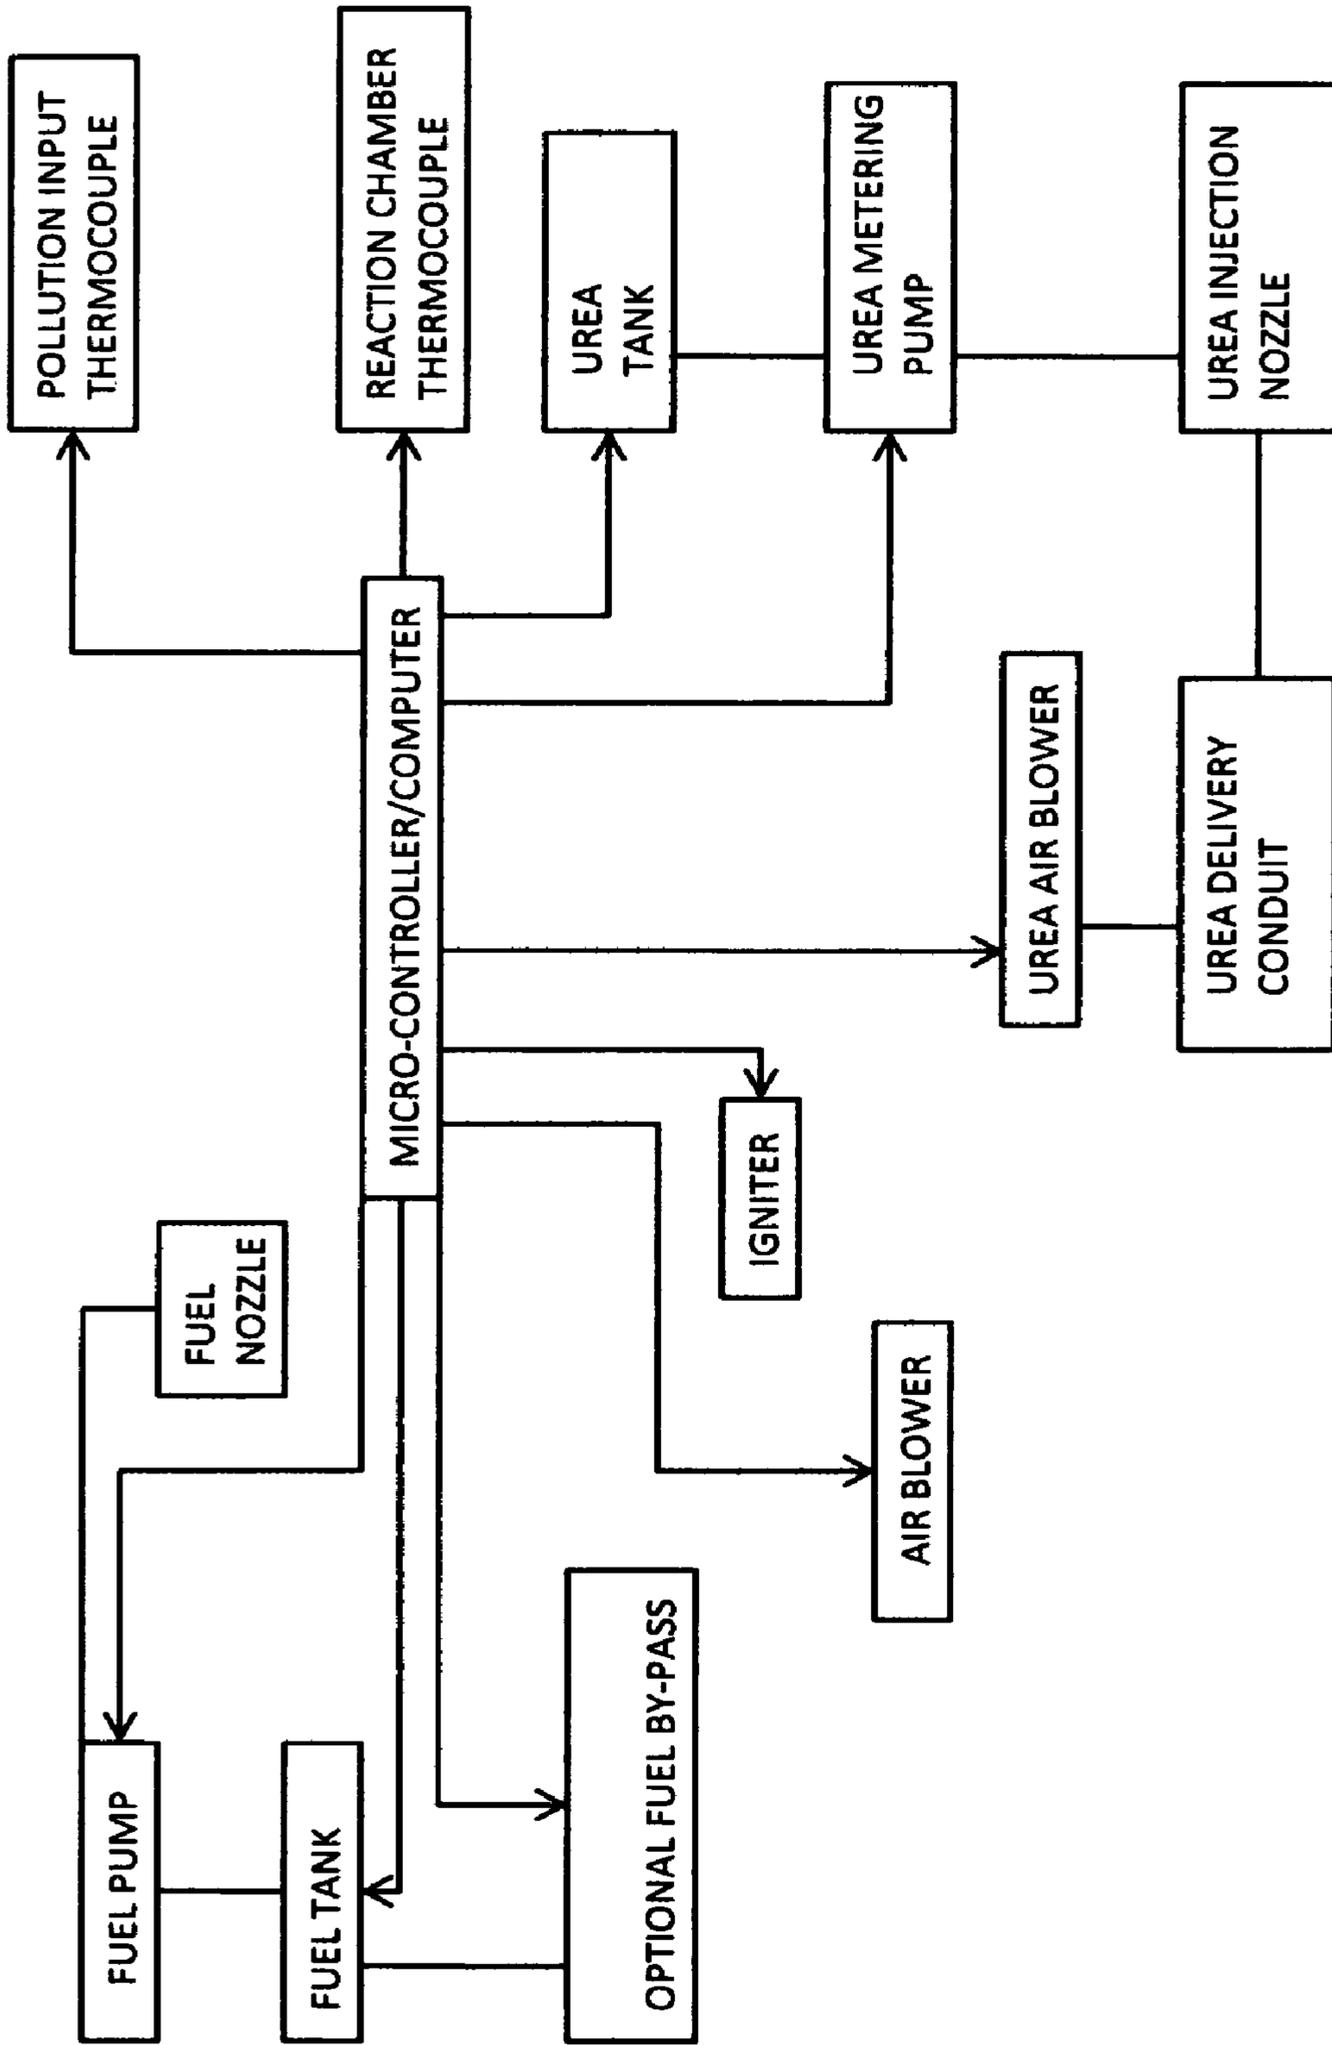 POLLUTION INPUT
THERMOCOUPLE
REACTION CHAMBER
THERMOCOUPLE
UREA
TANK
UREA METERING
PUMP
UREA INJECTION
NOZZLE
MICRO-CONTROLLER/COMPUTER
UREA AIR BLOWER
UREA DELIVERY
CONDUIT
FUEL
NOZZLE
IGNITER
AIR BLOWER
FUEL PUMP
FUEL TANK
OPTIONAL FUEL BY-PASS